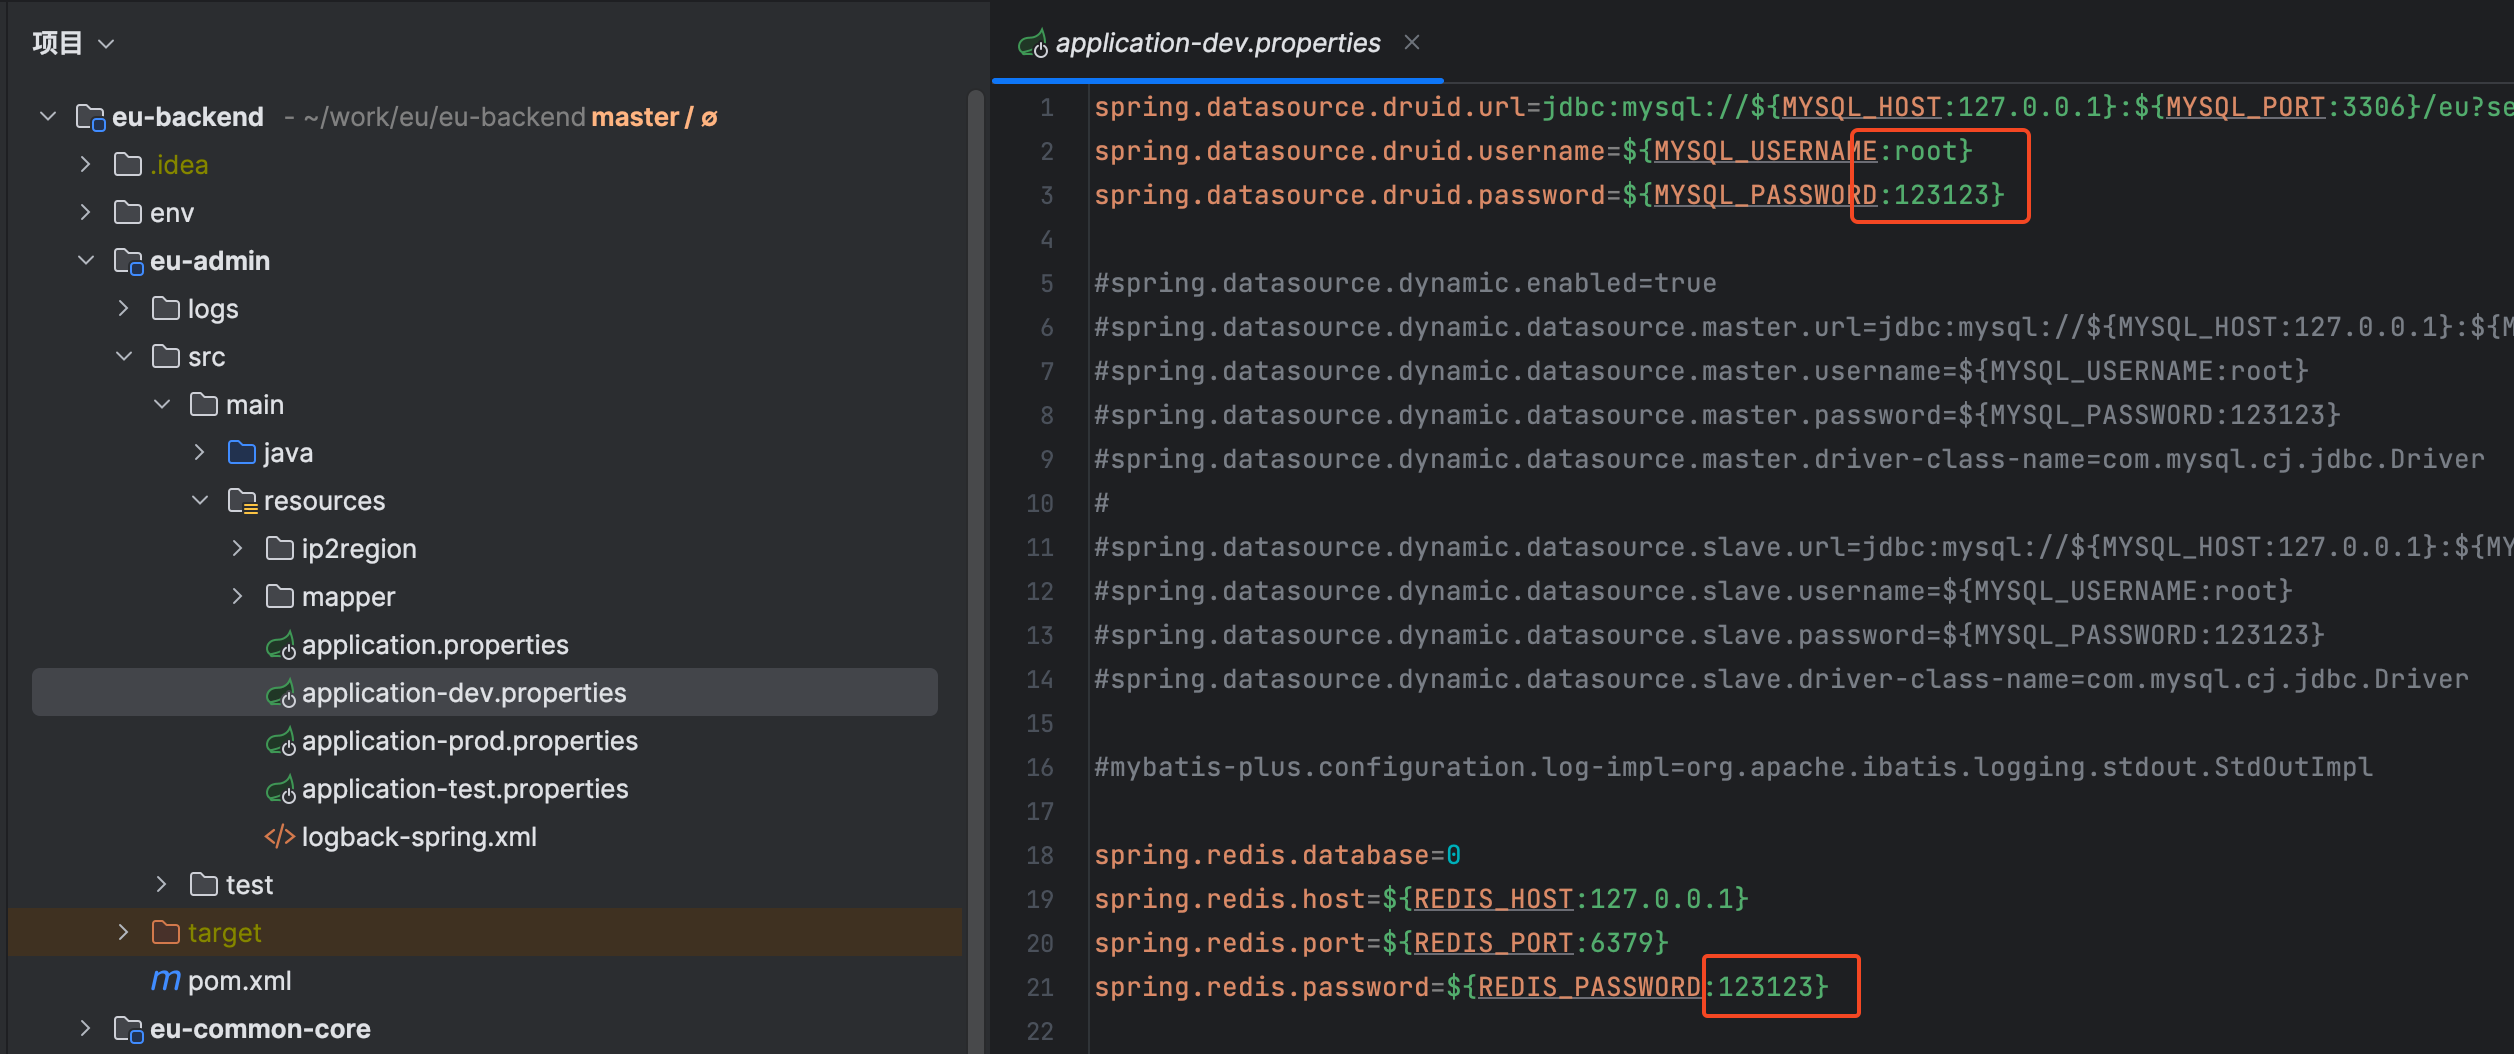 项目
eu-backend - ~/work/eu/eu-backend master / ø
.idea
env
eu-admin
logs
src
main
java
resources
ip2region
mapper
application.properties
application-dev.properties
application-prod.properties
application-test.properties
logback-spring.xml
test
target
pom.xml
eu-common-core
application-dev.properties
1 spring.datasource.druid.url=jdbc:mysql://${MYSQL_HOST:127.0.0.1}:${MYSQL_PORT:3306}/eu?se
2 spring.datasource.druid.username=${MYSQL_USERNAME:root}
3 spring.datasource.druid.password=${MYSQL_PASSWORD:123123}
4
5 #spring.datasource.dynamic.enabled=true
6 #spring.datasource.dynamic.datasource.master.url=jdbc:mysql://${MYSQL_HOST:127.0.0.1}:${M
7 #spring.datasource.dynamic.datasource.master.username=${MYSQL_USERNAME:root}
8 #spring.datasource.dynamic.datasource.master.password=${MYSQL_PASSWORD:123123}
9 #spring.datasource.dynamic.datasource.master.driver-class-name=com.mysql.cj.jdbc.Driver
10 #
11 #spring.datasource.dynamic.datasource.slave.url=jdbc:mysql://${MYSQL_HOST:127.0.0.1}:${MY
12 #spring.datasource.dynamic.datasource.slave.username=${MYSQL_USERNAME:root}
13 #spring.datasource.dynamic.datasource.slave.password=${MYSQL_PASSWORD:123123}
14 #spring.datasource.dynamic.datasource.slave.driver-class-name=com.mysql.cj.jdbc.Driver
15
16 #mybatis-plus.configuration.log-impl=org.apache.ibatis.logging.stdout.StdOutImpl
17
18 spring.redis.database=0
19 spring.redis.host=${REDIS_HOST:127.0.0.1}
20 spring.redis.port=${REDIS_PORT:6379}
21 spring.redis.password=${REDIS_PASSWORD:123123}
22